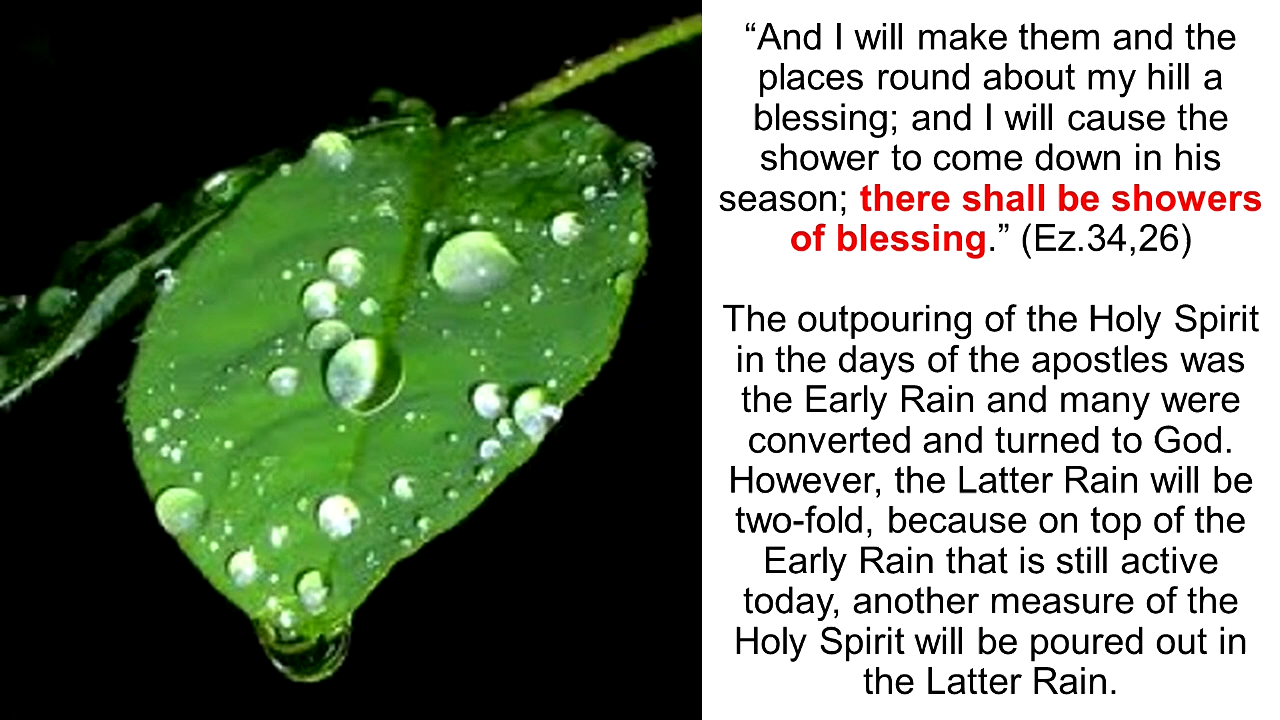 “And I will make them and the
places round about my hill a
blessing; and I will cause the
shower to come down in his
season; there shall be showers
of blessing.” (Ez.34,26)
The outpouring of the Holy Spirit
in the days of the apostles was
the Early Rain and many were
converted and turned to God.
However, the Latter Rain will be
two-fold, because on top of the
Early Rain that is still active
today, another measure of the
Holy Spirit will be poured out in
the Latter Rain.